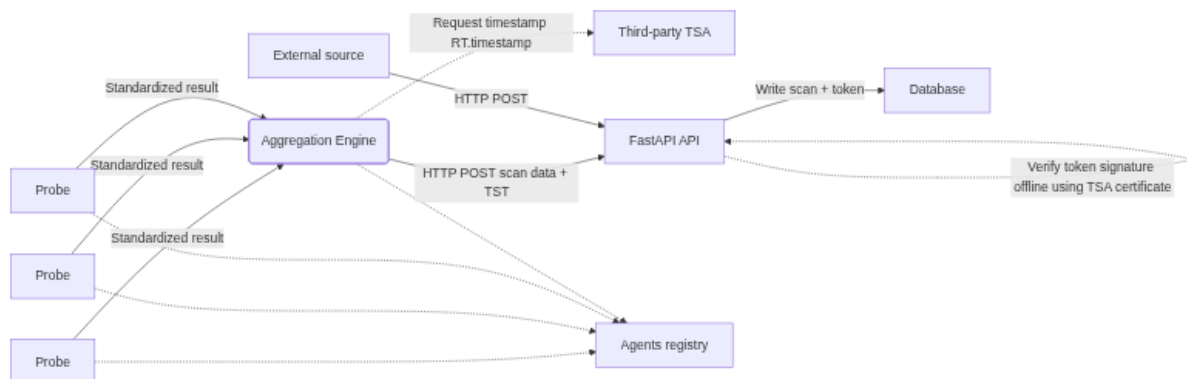 Request timestamp
RT.timestamp
Third-party TSA
External source
Standardized result
HTTP POST
Write scan + token
Database
Aggregation Engine
FastAPI API
Standardized result
HTTP POST scan data +
TST
Verify token signature
offline using TSA certificate
Probe
Standardized result
Probe
Agents registry
Probe